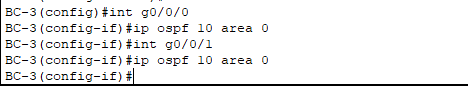 BC-3(config)#int g0/0/0
BC-3(config-if)#ip ospf 10 area 0
BC-3(config-if)#int g0/0/1
BC-3(config-if)#ip ospf 10 area 0
BC-3(config-if)#